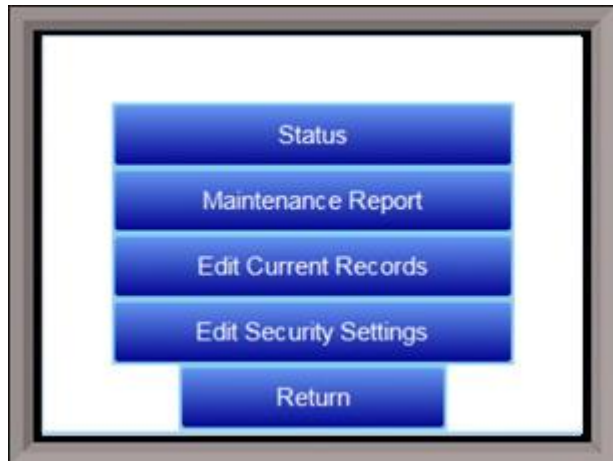 Status
Maintenance Report
Edit Current Records
Edit Security Settings
Return